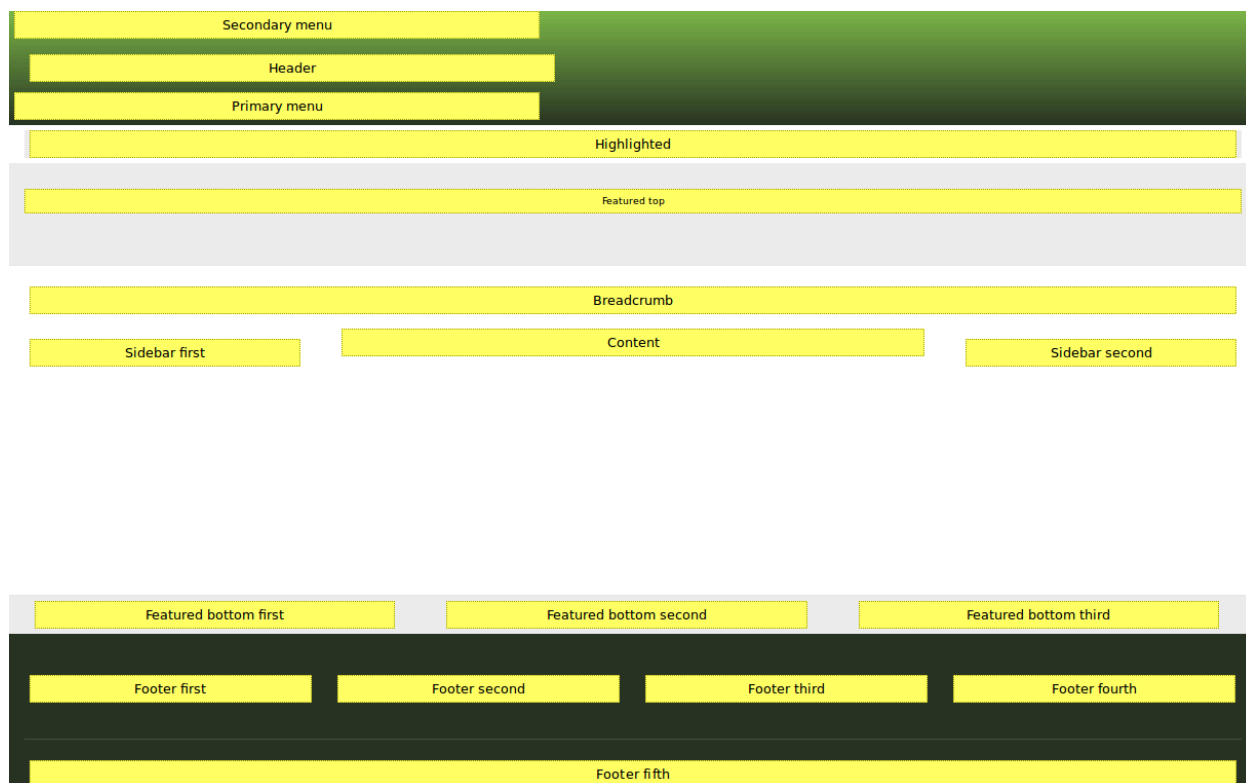 Secondary menu
Header
Primary menu
Highlighted
Featured top
Breadcrumb
Sidebar first
Content
Sidebar second
Featured bottom first
Featured bottom second
Featured bottom third
Footer first
Footer second
Footer third
Footer fourth
Footer fifth